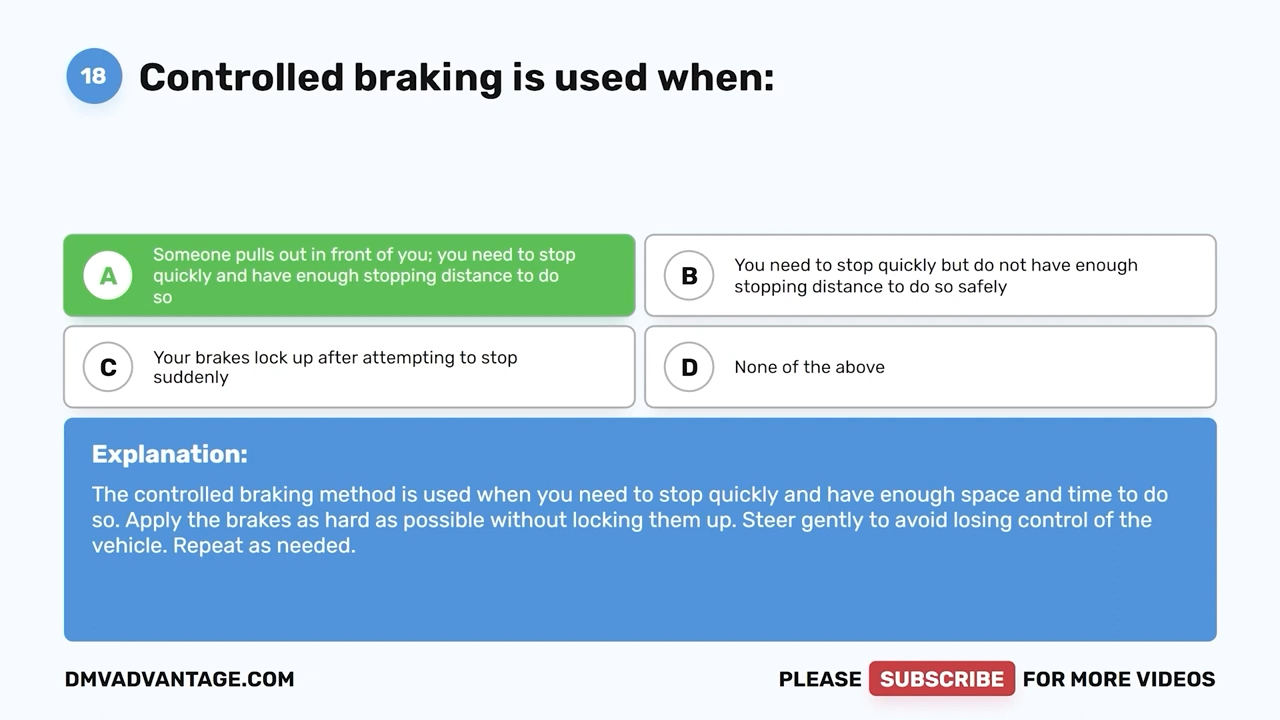 18 Controlled braking is used when:
A Someone pulls out in front of you; you need to stop
quickly and have enough stopping distance to do
so
B You need to stop quickly but do not have enough
stopping distance to do so safely
C Your brakes lock up after attempting to stop
suddenly
D None of the above
Explanation:
The controlled braking method is used when you need to stop quickly and have enough space and time to do
so. Apply the brakes as hard as possible without locking them up. Steer gently to avoid losing control of the
vehicle. Repeat as needed.
DMVADVANTAGE.COM
PLEASE SUBSCRIBE FOR MORE VIDEOS